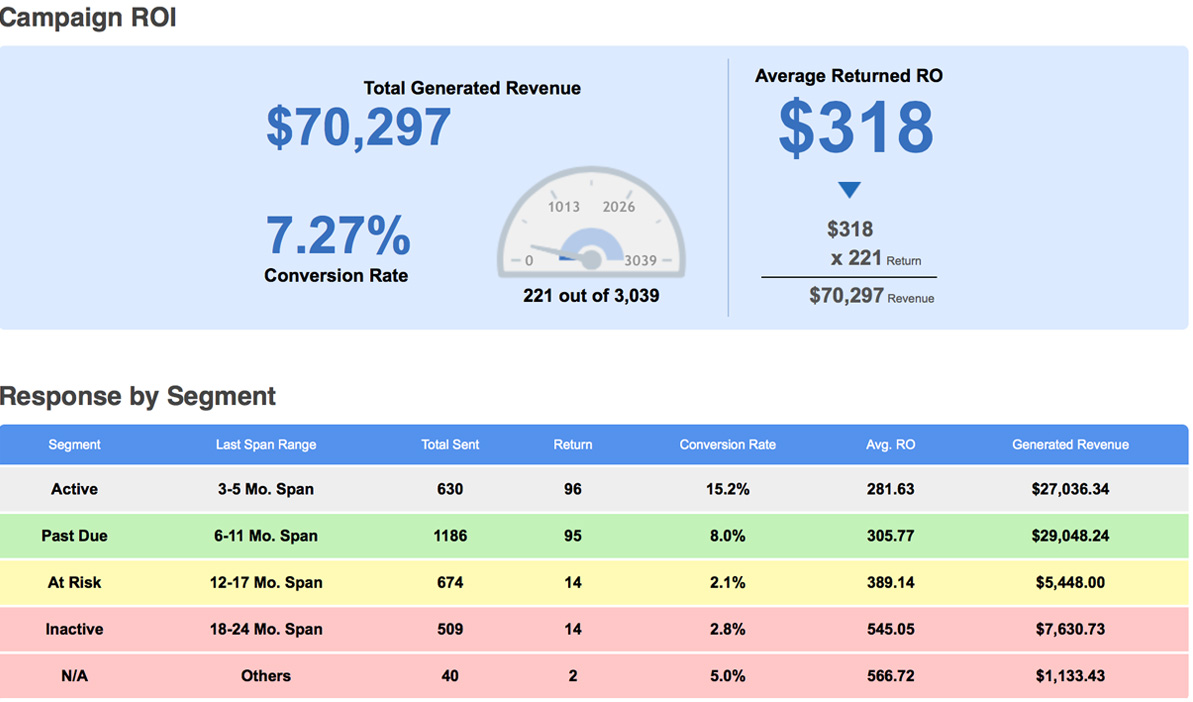 Campaign ROI
Total Generated Revenue
$70,297
Average Returned RO
$318
1013 2026
0 3039
7.27%
Conversion Rate
221 out of 3,039
$318
x 221 Return
$70,297 Revenue
Response by Segment
Segment Last Span Range Total Sent Return Conversion Rate Avg. RO Generated Revenue
Active 3-5 Mo. Span 630 96 15.2% 281.63 $27,036.34
Past Due 6-11 Mo. Span 1186 95 8.0% 305.77 $29,048.24
At Risk 12-17 Mo. Span 674 14 2.1% 389.14 $5,448.00
Inactive 18-24 Mo. Span 509 14 2.8% 545.05 $7,630.73
N/A Others 40 2 5.0% 566.72 $1,133.43